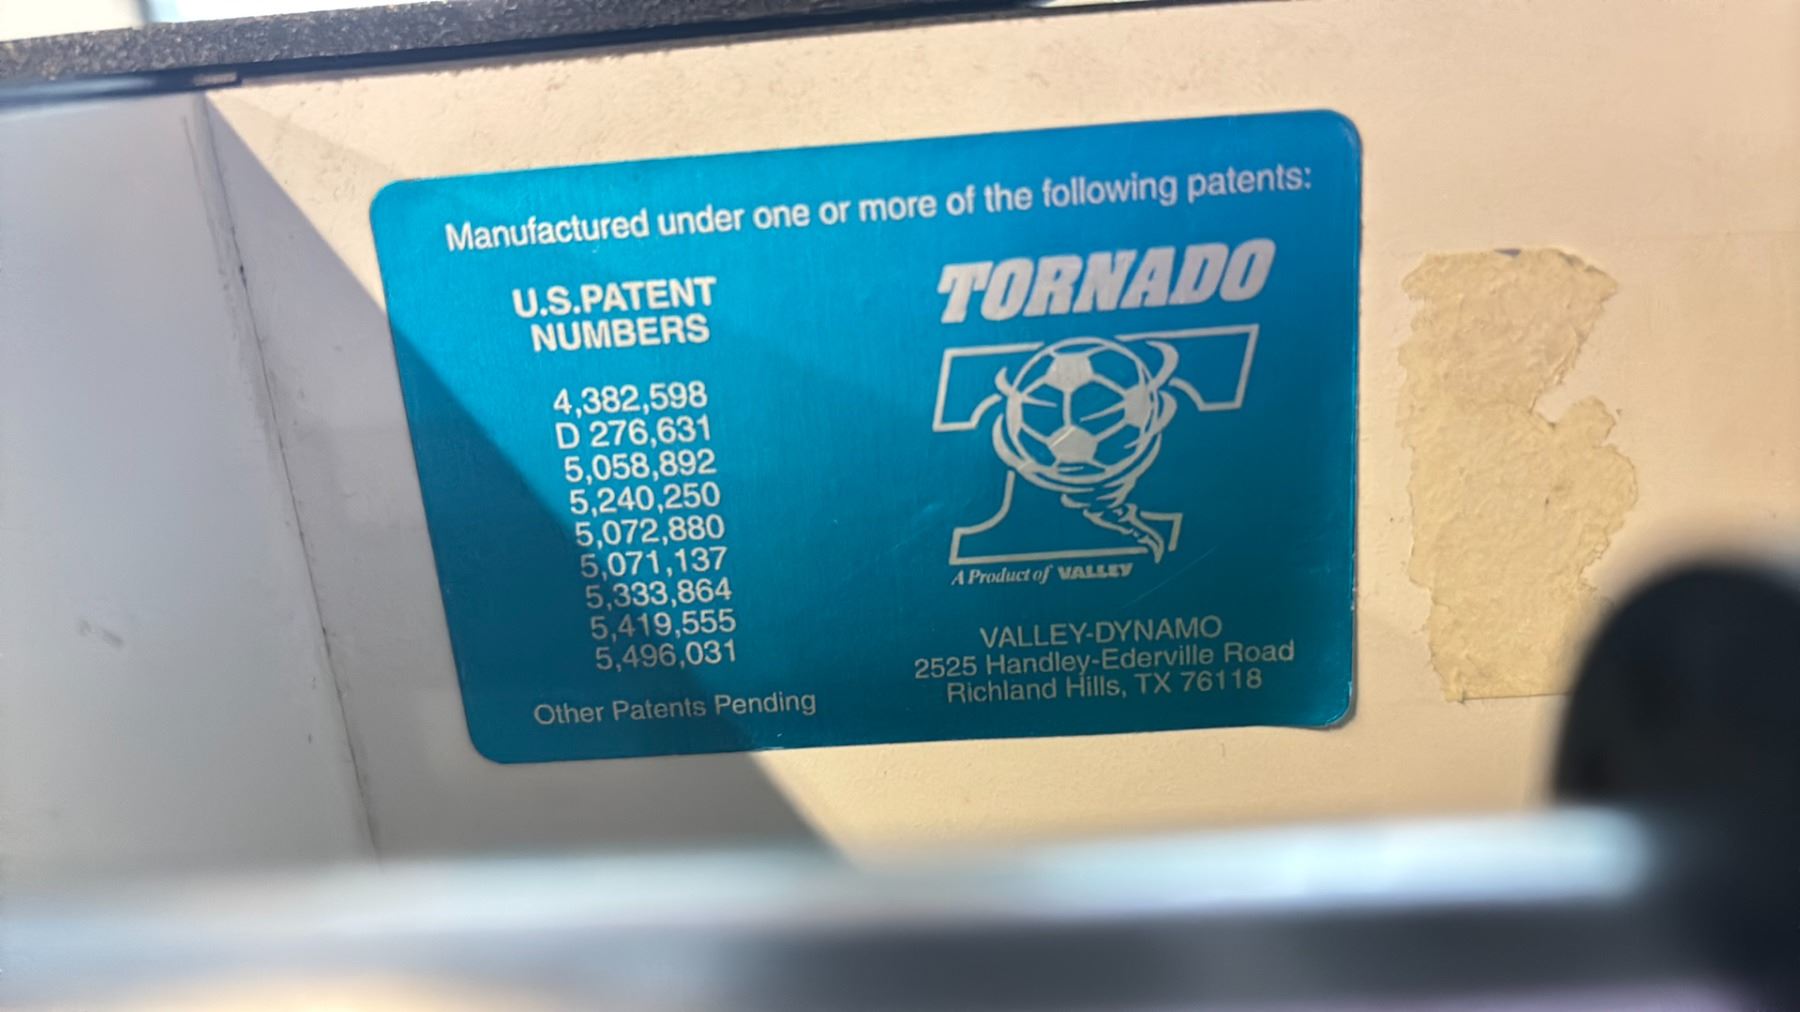 Manufactured under one or more of the following patents:
U.S.PATENT
NUMBERS
4,382,598
D 276,631
5,058,892
5,240,250
5,072,880
5,071,137
5,333,864
5,419,555
5,496,031
Other Patents Pending
TORNADO
A Product of VALLEY
VALLEY-DYNAMO
2525 Handley-Ederville Road
Richland Hills, TX 76118